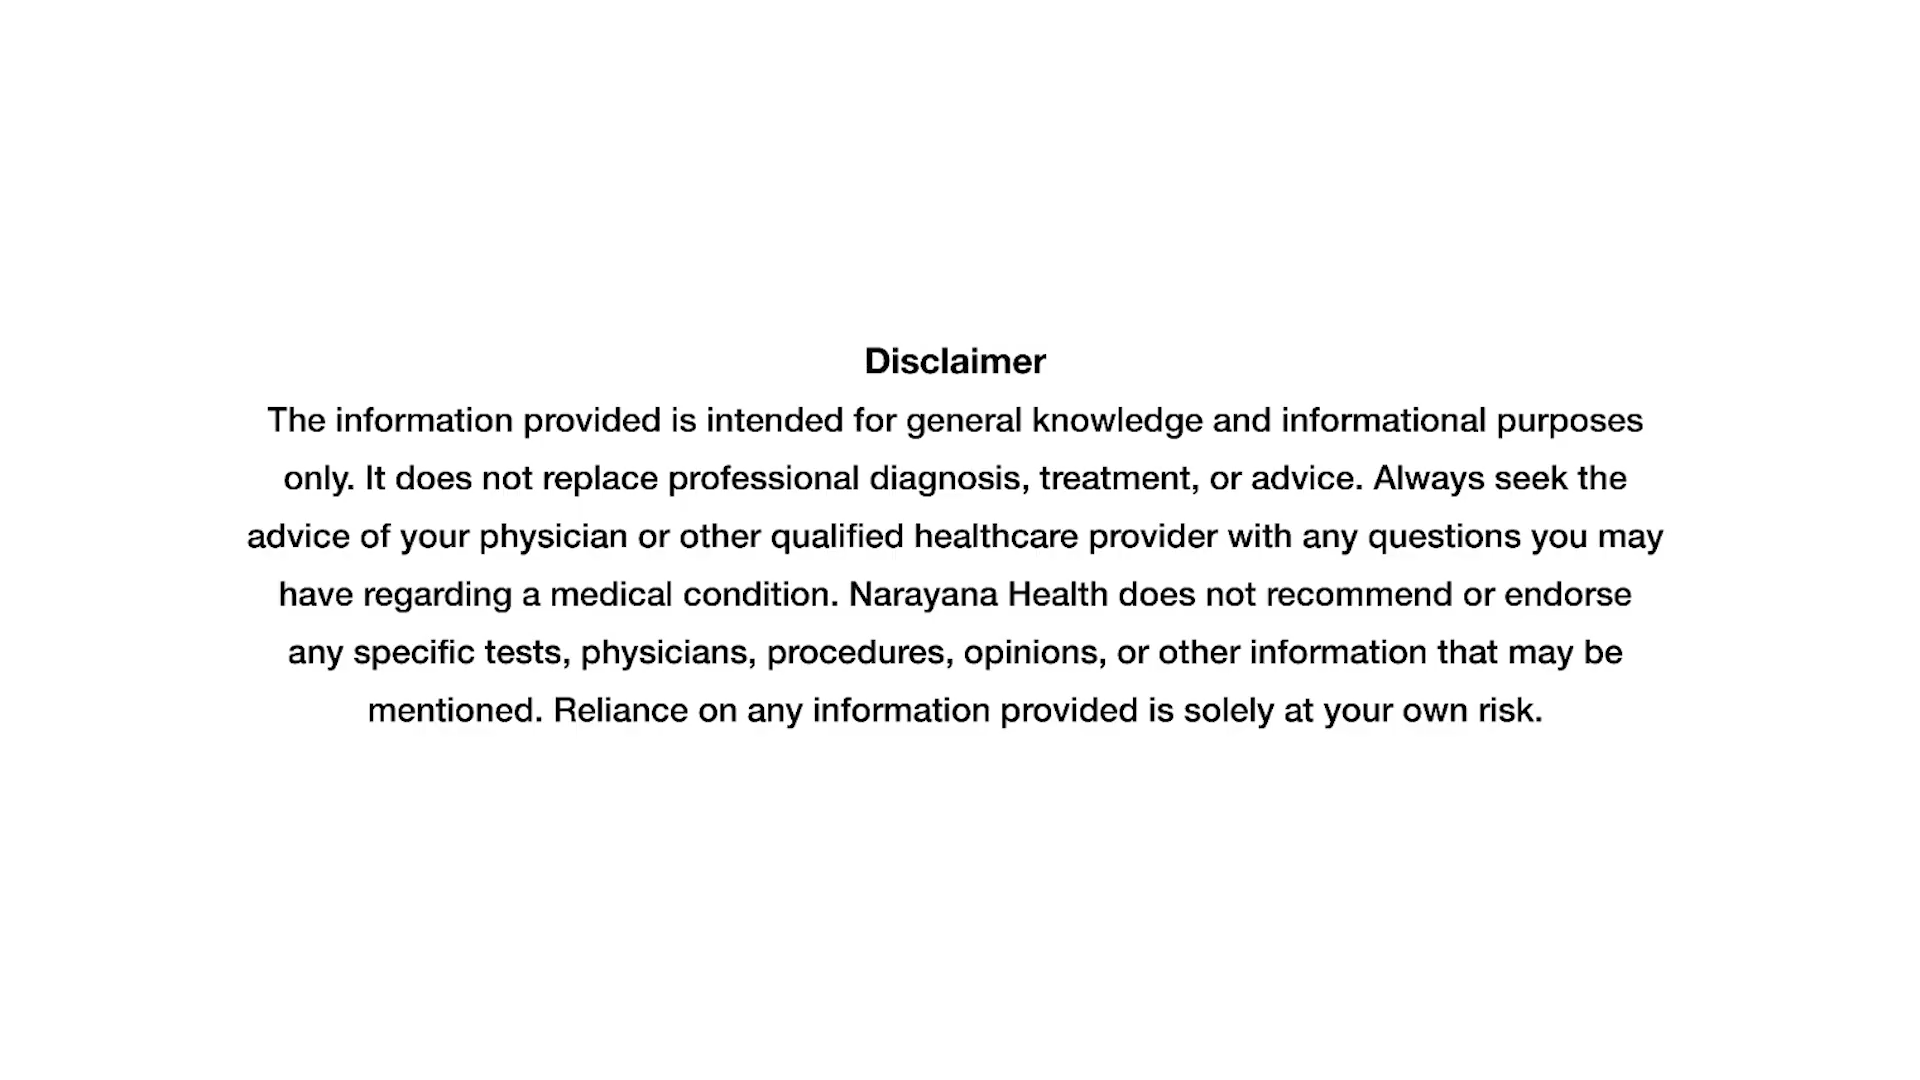 Disclaimer
The information provided is intended for general knowledge and informational purposes
only. It does not replace professional diagnosis, treatment, or advice. Always seek the
advice of your physician or other qualified healthcare provider with any questions you may
have regarding a medical condition. Narayana Health does not recommend or endorse
any specific tests, physicians, procedures, opinions, or other information that may be
mentioned. Reliance on any information provided is solely at your own risk.